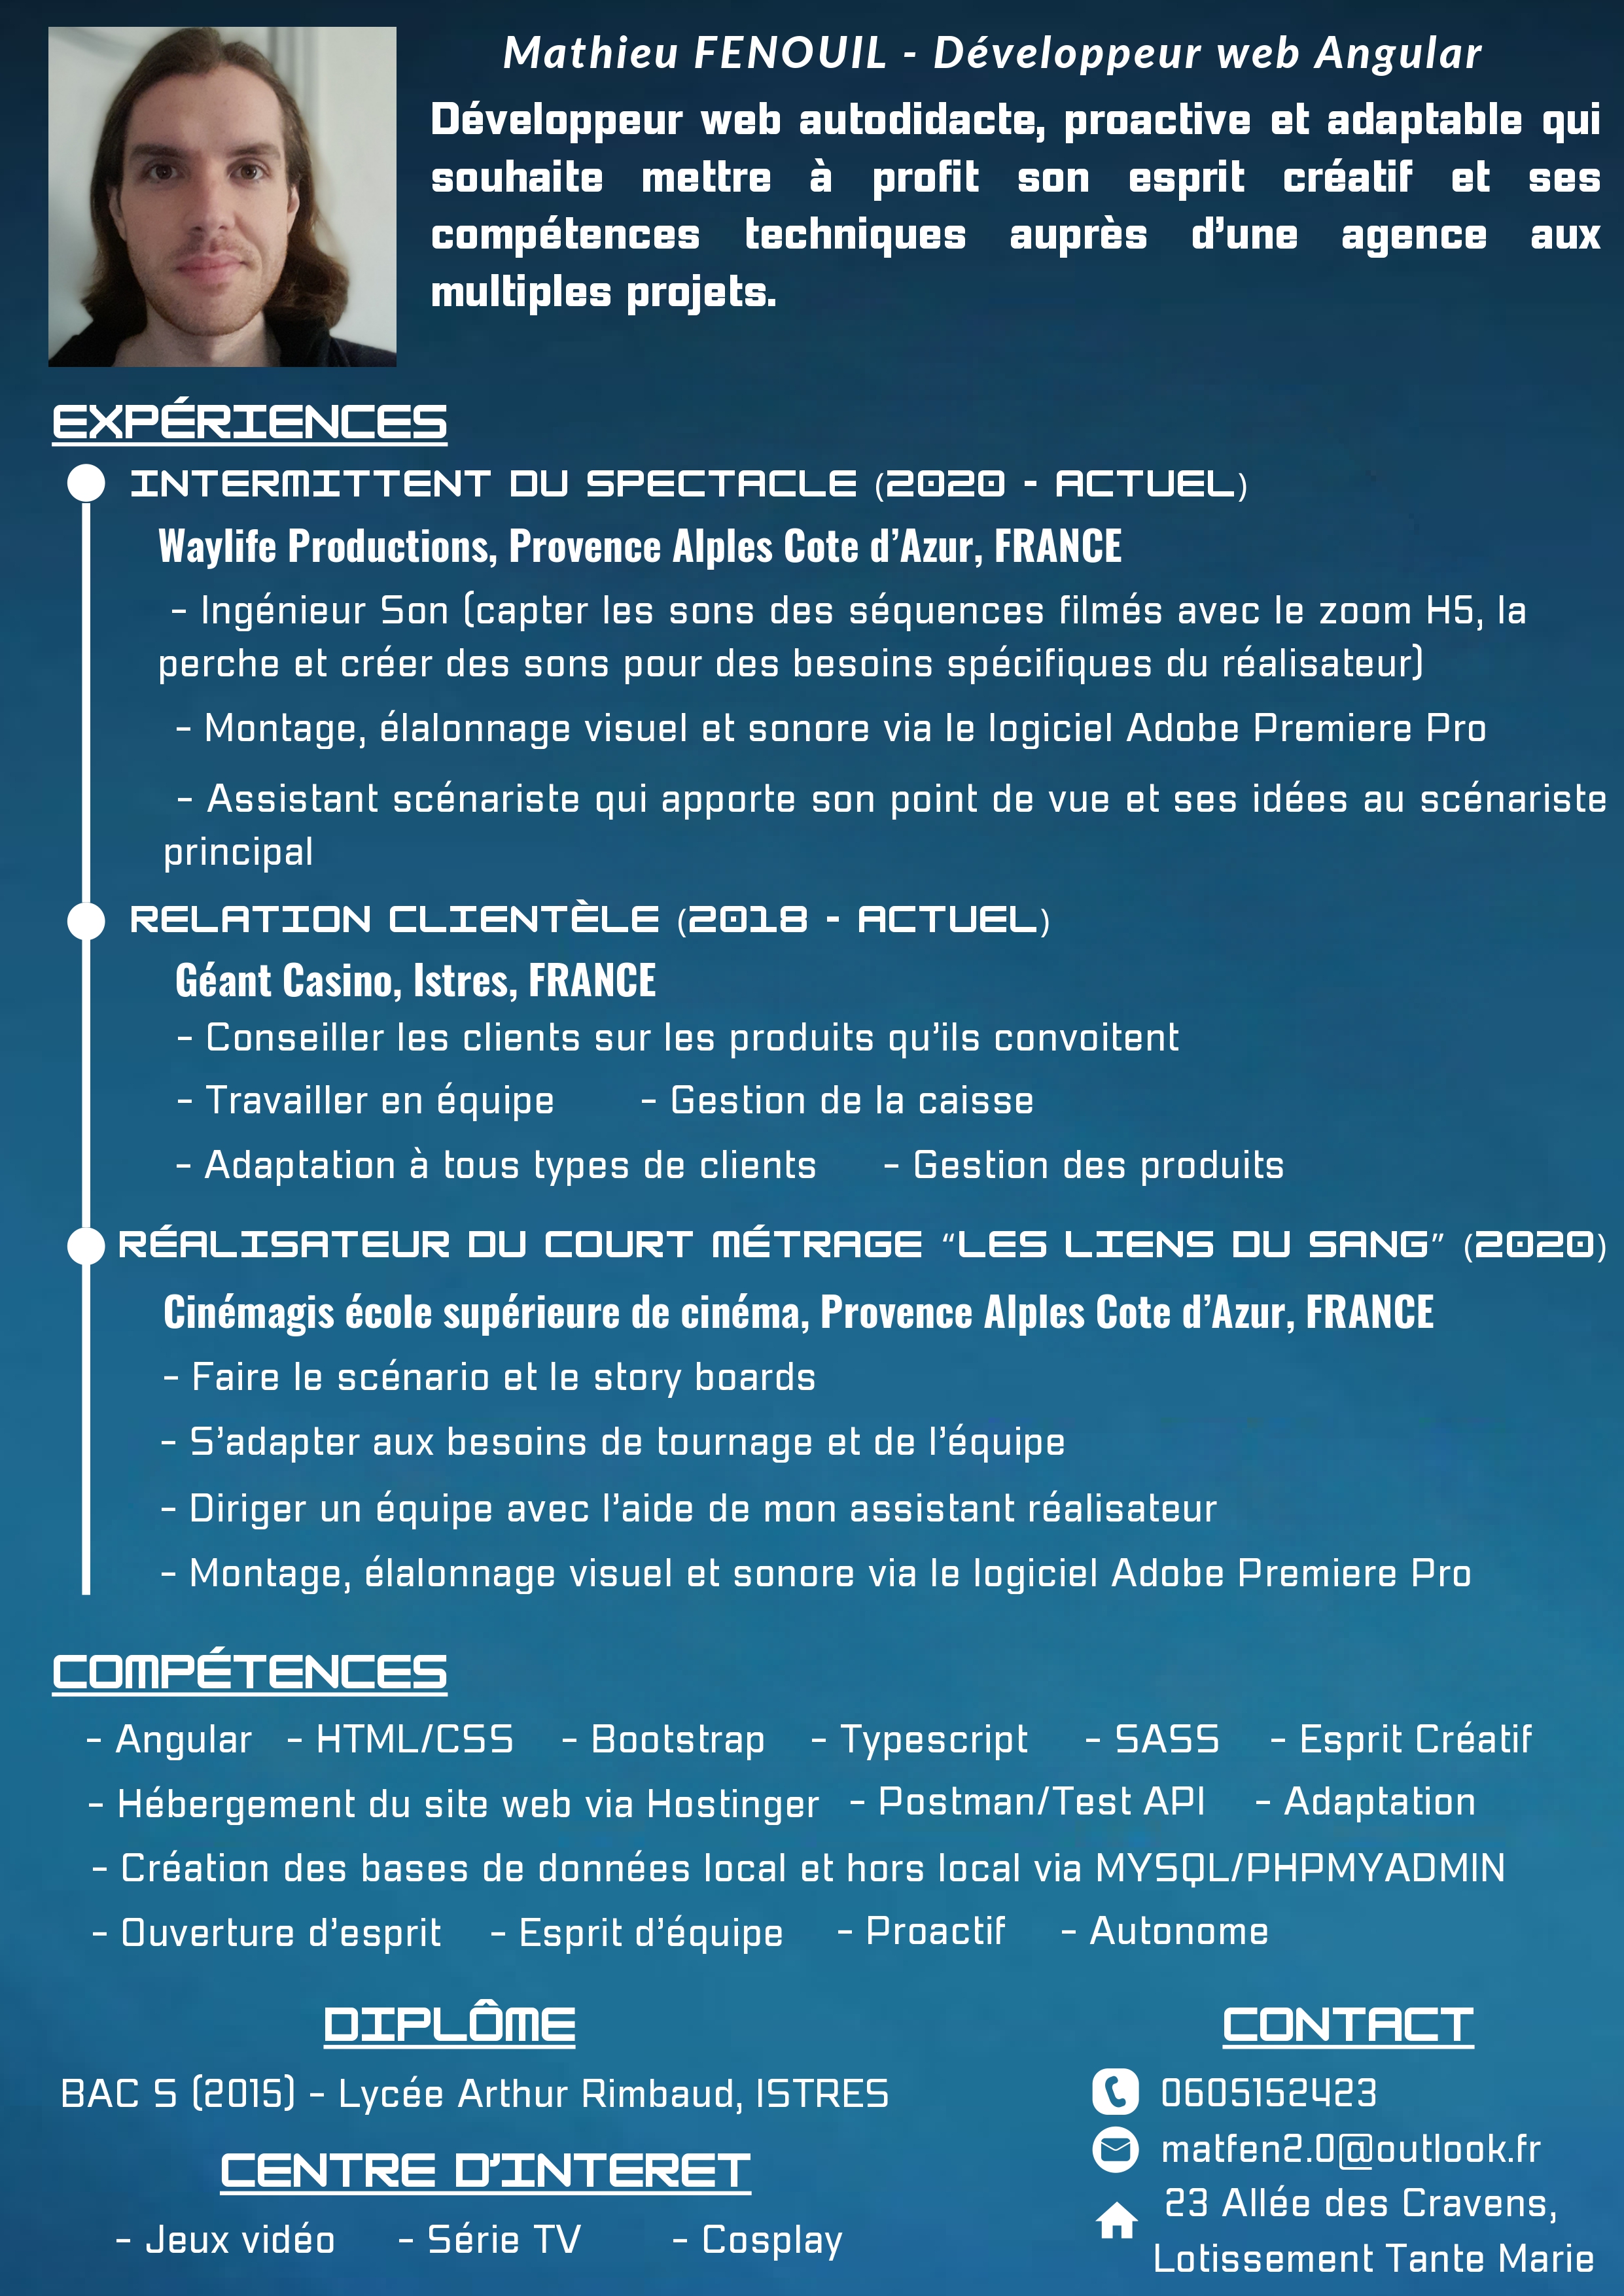 Mathieu FENOUIL - Développeur web Angular
Développeur web autodidacte, proactive et adaptable qui
souhaite mettre à profit son esprit créatif et ses
compétences techniques auprès d'une agence aux
multiples projets.
EXPÉRIENCES
INTERMITTENT DU SPECTACLE (2020 - ACTUEL)
Waylife Productions, Provence Alples Cote d'Azur, FRANCE
- Ingénieur Son (capter les sons des séquences filmés avec le zoom H5, la
perche et créer des sons pour des besoins spécifiques du réalisateur)
- Montage, élalonnage visuel et sonore via le logiciel Adobe Premiere Pro
- Assistant scénariste qui apporte son point de vue et ses idées au scénariste
principal
RELATION CLIENTÈLE (2018 - ACTUEL)
Géant Casino, Istres, FRANCE
- Conseiller les clients sur les produits qu'ils convoitent
- Travailler en équipe - Gestion de la caisse
- Adaptation à tous types de clients - Gestion des produits
RÉALISATEUR DU COURT MÉTRAGE “LES LIENS DU SANG” (2020)
Cinémagis école supérieure de cinéma, Provence Alples Cote d'Azur, FRANCE
- Faire le scénario et le story boards
- S'adapter aux besoins de tournage et de l'équipe
- Diriger un équipe avec l'aide de mon assistant réalisateur
- Montage, élalonnage visuel et sonore via le logiciel Adobe Premiere Pro
COMPÉTENCES
- Angular - HTML/CSS - Bootstrap - Typescript - SASS - Esprit Créatif
- Hébergement du site web via Hostinger - Postman/Test API - Adaptation
- Création des bases de données local et hors local via MYSQL/PHPMYADMIN
- Ouverture d'esprit - Esprit d'équipe - Proactif - Autonome
DIPLÔME
BAC S (2015) - Lycée Arthur Rimbaud, ISTRES
CENTRE D'INTERET
- Jeux vidéo - Série TV - Cosplay
CONTACT
0605152423
matfen2.0@outlook.fr
23 Allée des Cravens,
Lotissement Tante Marie